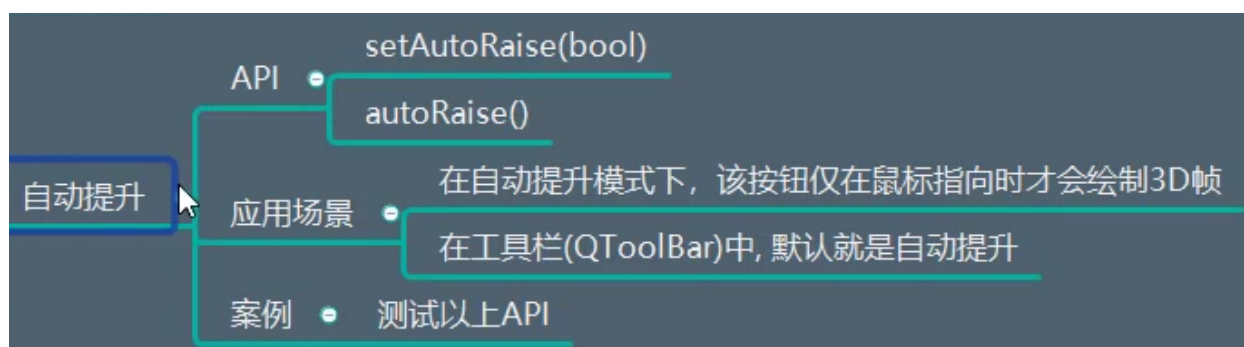 自动提升
API
setAutoRaise(bool)
autoRaise()
应用场景
在自动提升模式下，该按钮仅在鼠标指向时才会绘制3D帧
在工具栏(QToolBar)中, 默认就是自动提升
案例
测试以上API